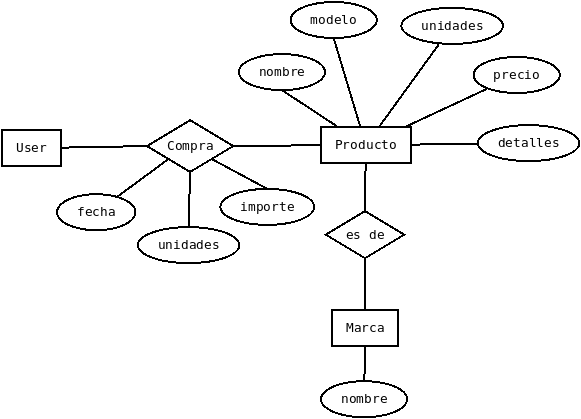 modelo
unidades
nombre
precio
User
Compra
Producto
detalles
fecha
importe
unidades
es de
Marca
nombre